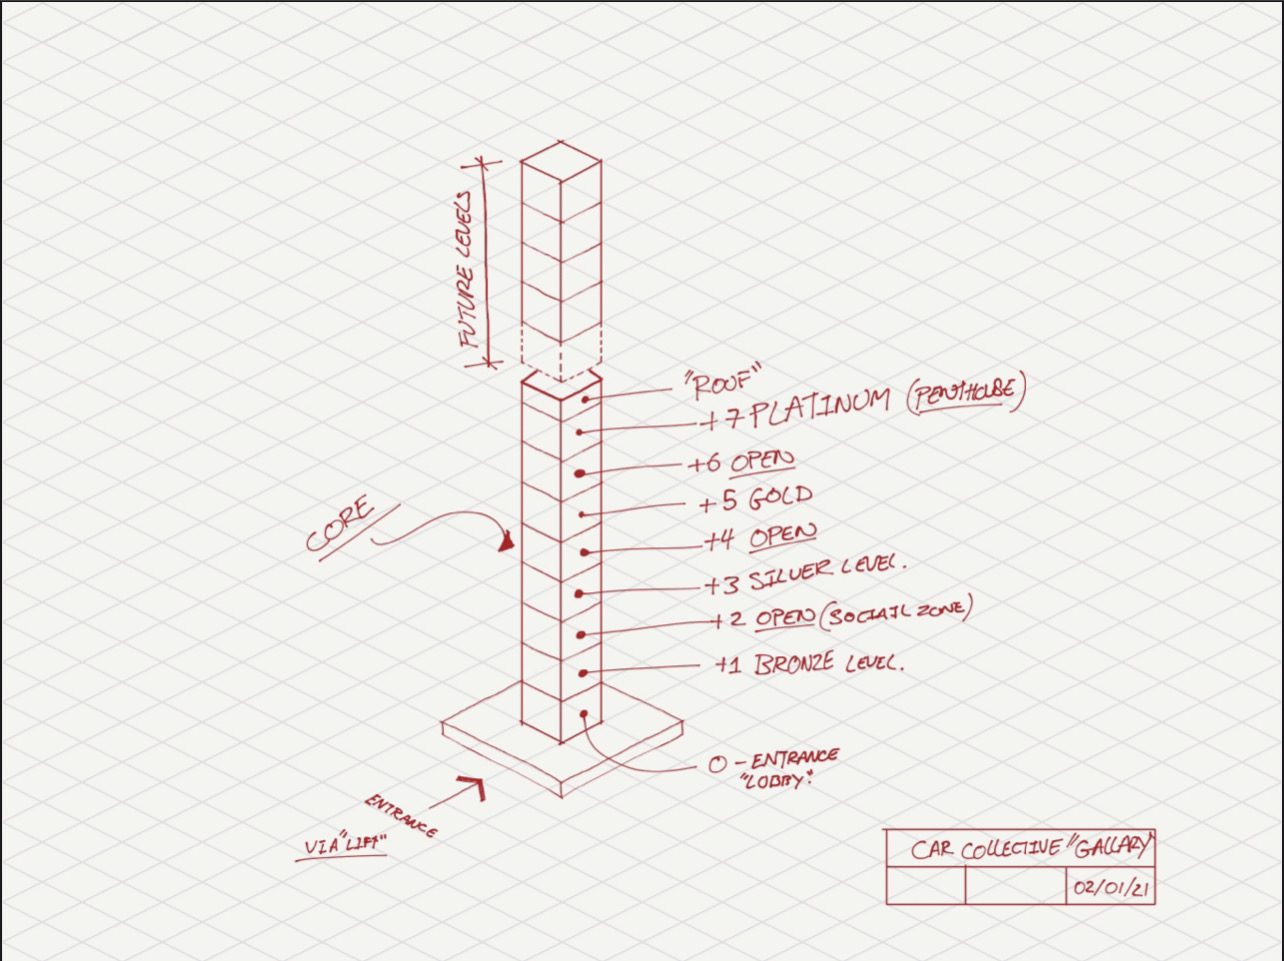 FUTURE LEVELS
"ROOF"
+7 PLATINUM (PENTHOUSE)
+6 OPEN
+5 GOLD
+4 OPEN
+3 SILVER LEVEL.
+2 OPEN (SOCIAIL ZONE)
+1 BRONZE LEVEL.
CORE
0 - ENTRANCE
"LOBBY."
ENTRANCE
VIA "LIFT"
CAR COLLECTIVE "GALLARY"
02/01/21